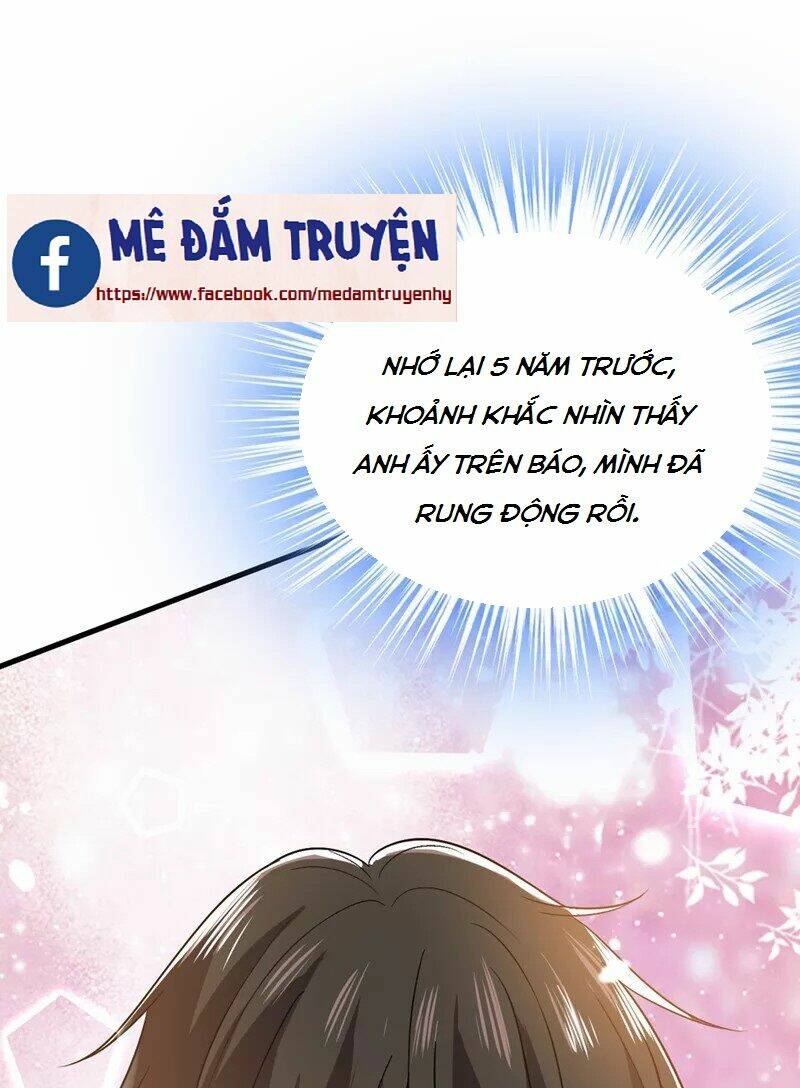 f
MÊ ĐẮM TRUYỆN
https://www.facebook.com/medamtruyenhy
NHỚ LẠI 5 NĂM TRƯỚC,
KHOẢNH KHẮC NHÌN THẤY
ANH ẤY TRÊN BÁO, MÌNH ĐÃ
RUNG ĐỘNG RỒI.